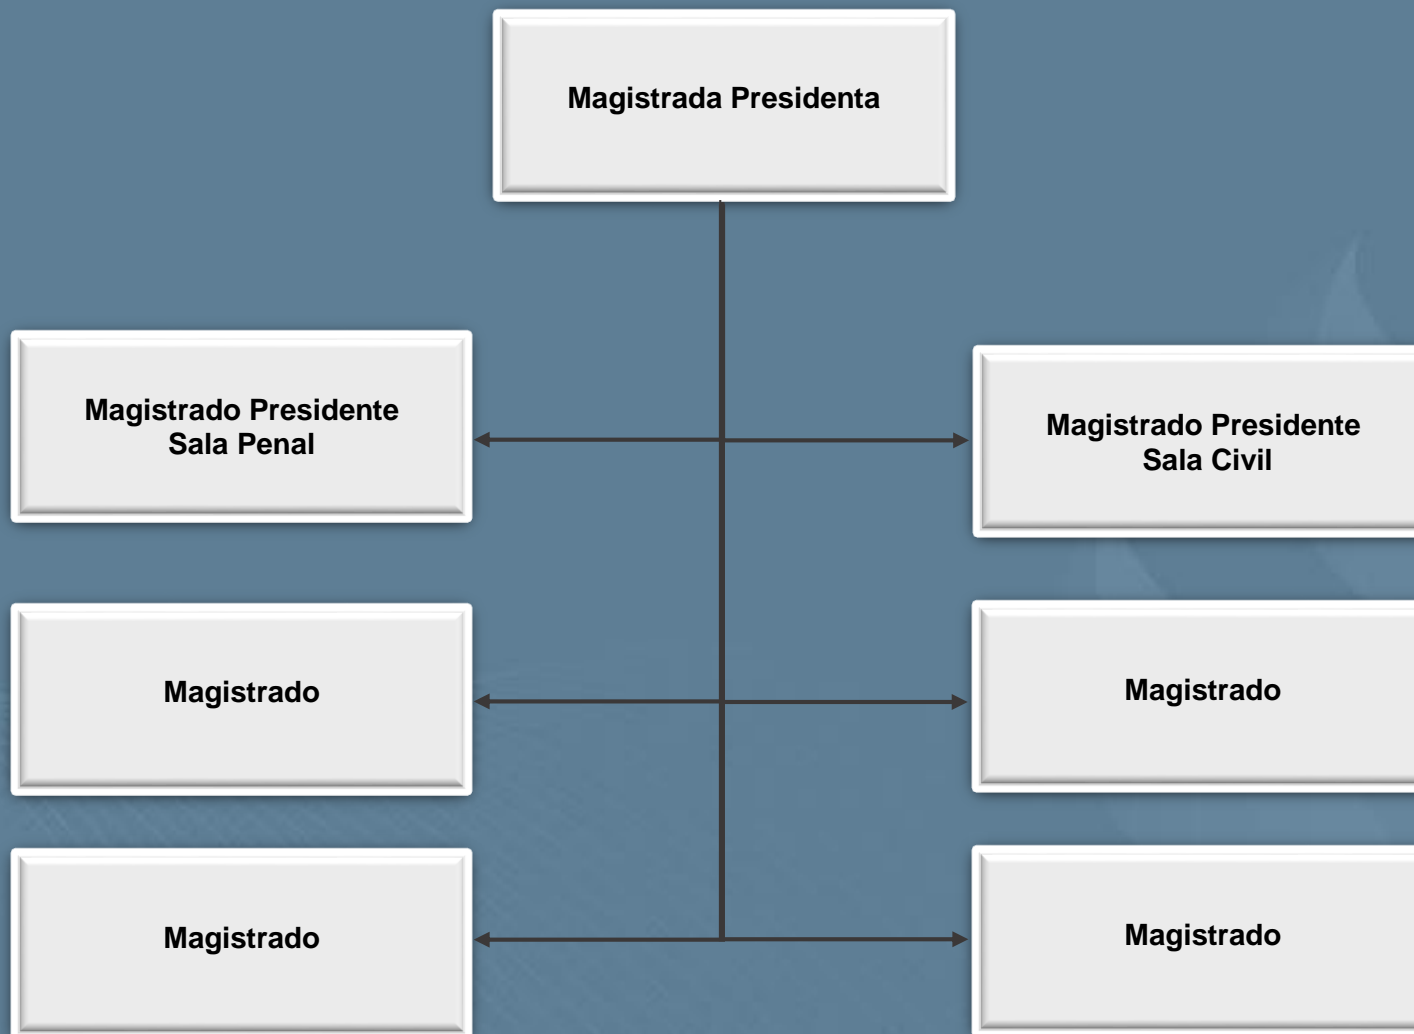 Magistrada Presidenta
Magistrado Presidente
Sala Penal
Magistrado Presidente
Sala Civil
Magistrado
Magistrado
Magistrado
Magistrado